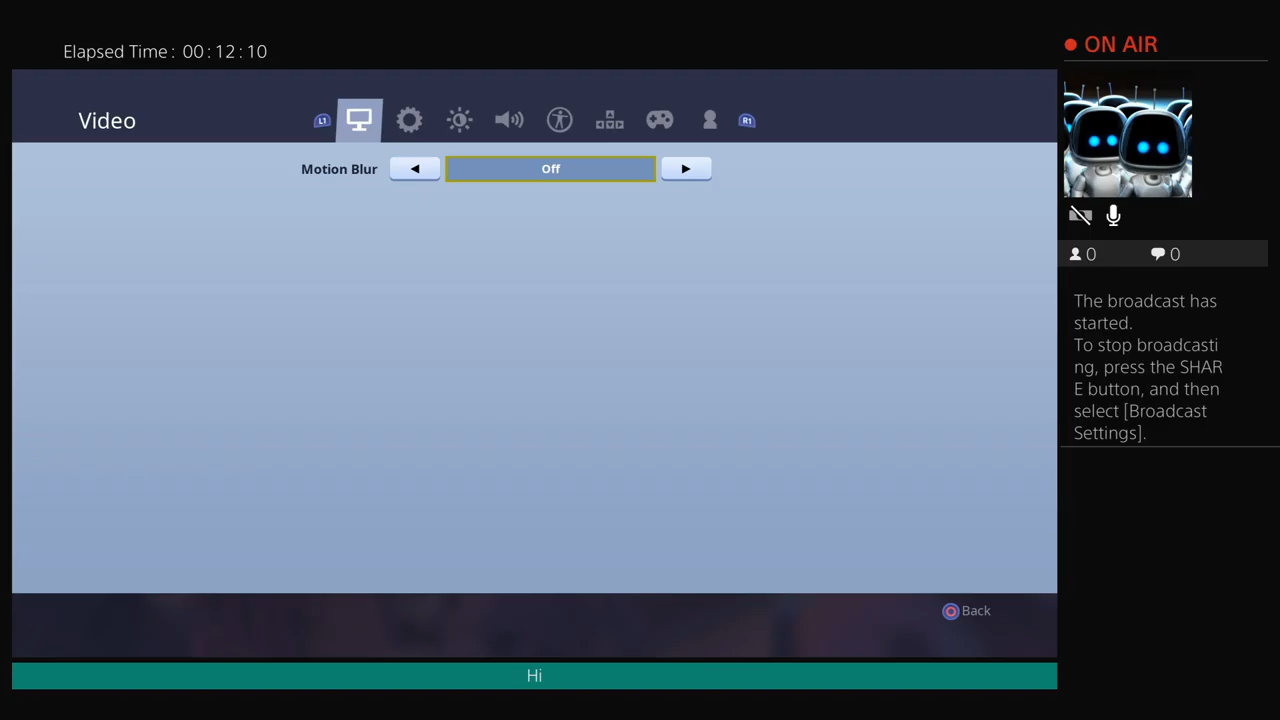 Elapsed Time: 00:12:10
ON AIR
Video
L1
R1
Motion Blur
Off
0
0
The broadcast has
started.
To stop broadcasti
ng, press the SHAR
E button, and then
select [Broadcast
Settings].
Back
Hi